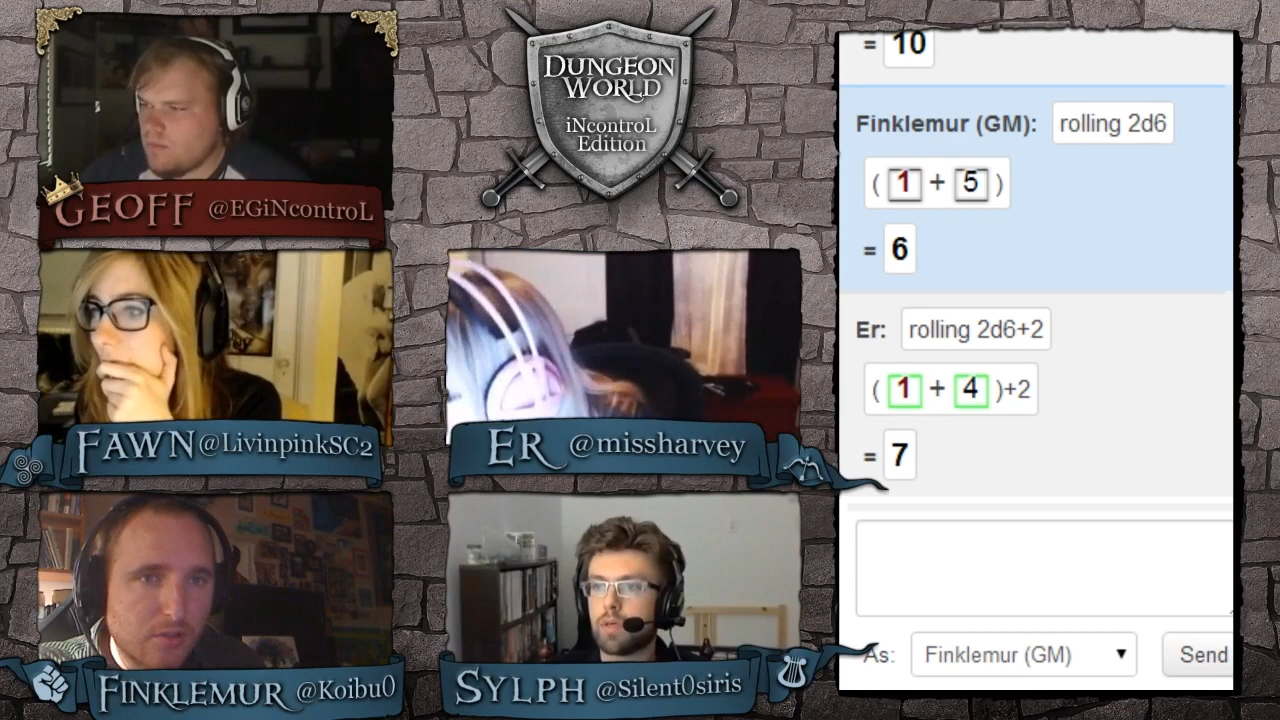 GEOFF @EGiNcontroL
DUNGEON
WORLD
iNcontroL
Edition
FAWN @LivinpinkSC2
ER @missharvey
FINKLEMUR @Koibu0
SYLPH @Silent0siris
= 10
Finklemur (GM): rolling 2d6
( 1 + 5 )
= 6
Er: rolling 2d6+2
( 1 + 4 )+2
= 7
As: Finklemur (GM) ▼ Send